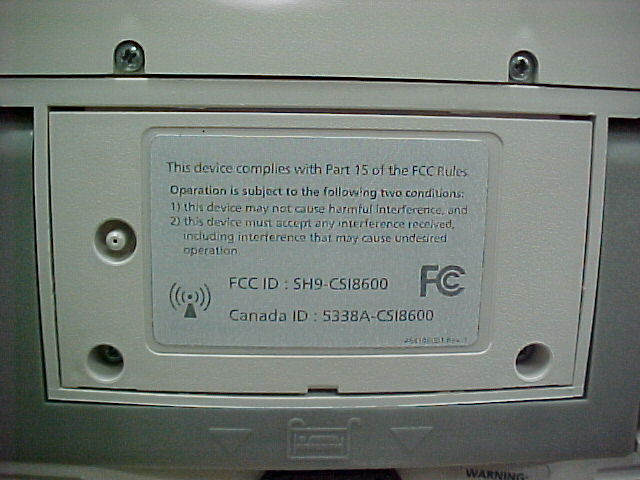 This device complies with Part 15 of the FCC Rules
Operation is subject to the following two conditions:
1) this device may not cause harmful interference, and
2) this device must accept any interference received,
including interference that may cause undesired
operation.
FCC ID : SH9-CSI8600
FC
Canada ID : 5338A-CSI8600
WARNING: